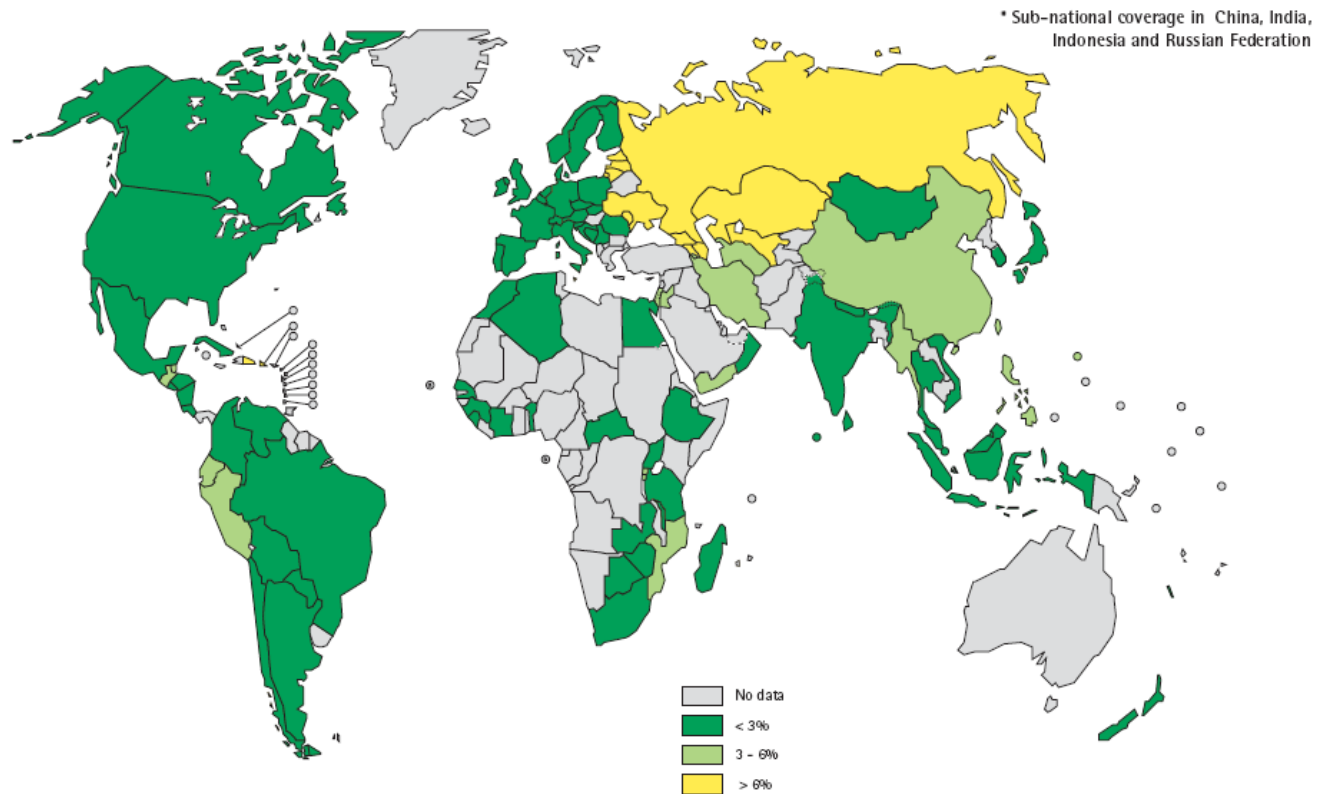 * Sub-national coverage in China, India,
Indonesia and Russian Federation
No data
< 3%
3 - 6%
> 6%